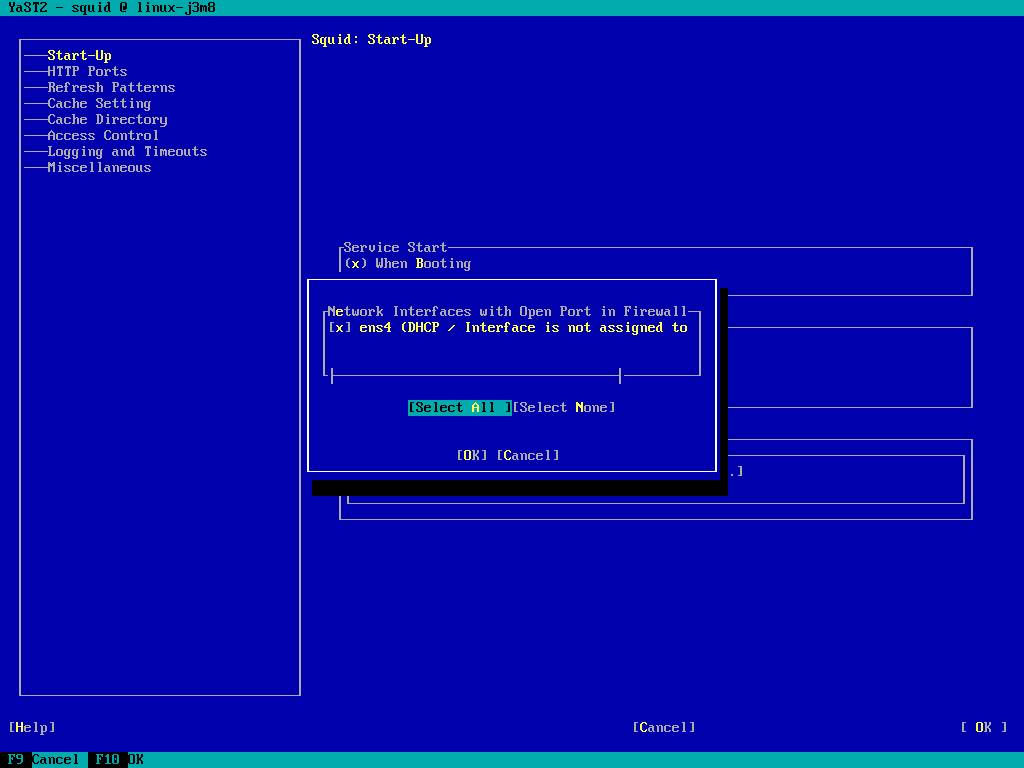 YaST2 - squid @ linux-j3m8
Squid: Start-Up
Start-Up
HTTP Ports
Refresh Patterns
Cache Setting
Cache Directory
Access Control
Logging and Timeouts
Miscellaneous
Service Start
(x) When Booting
Network Interfaces with Open Port in Firewall
[x] ens4 (DHCP / Interface is not assigned to
[Select All ][Select None]
[OK] [Cancel]
.]
[Help] [Cancel] [ OK ]
F9 Cancel F10 OK